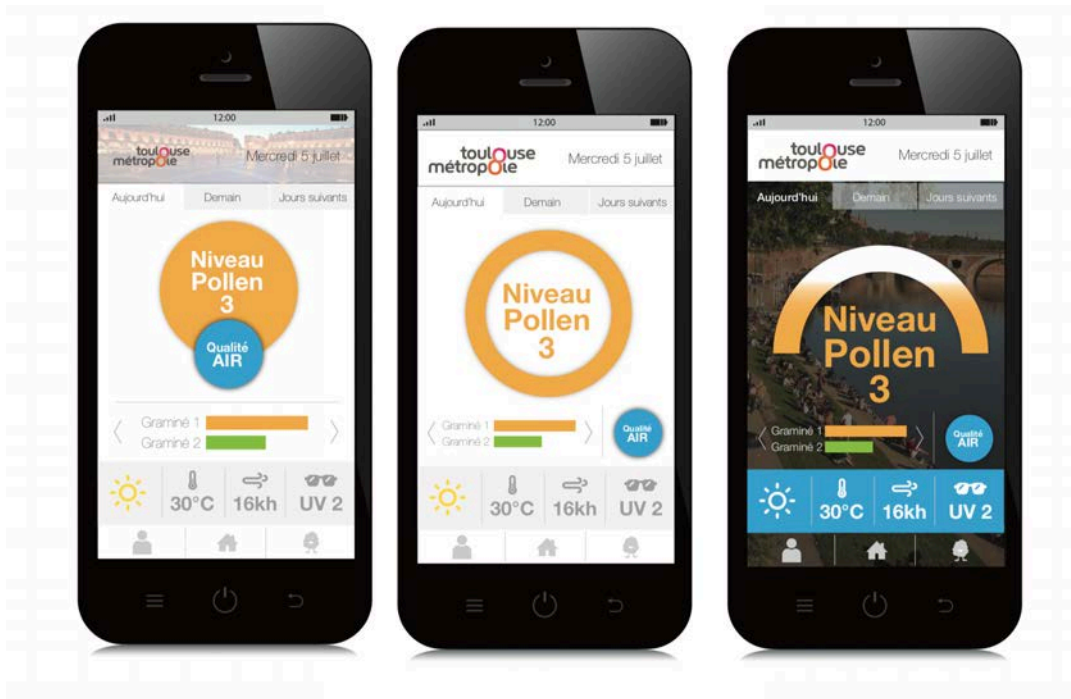 12:00
toulouse
métropole
Mercredi 5 juillet
Aujourd'hui
Demain
Jours suivants
Niveau
Pollen
3
Qualité
AIR
Graminé 1
Graminé 2
30°C
16kh
UV 2
12:00
toulouse
métropole
Mercredi 5 juillet
Aujourd'hui
Demain
Jours suivants
Niveau
Pollen
3
Graminé 1
Graminé 2
Qualité
AIR
30°C
16kh
UV 2
12:00
toulouse
métropole
Mercredi 5 juillet
Aujourd'hui
Demain
Jours suivants
Niveau
Pollen
3
Graminé 1
Graminé 2
Qualité
AIR
30°C
16kh
UV 2